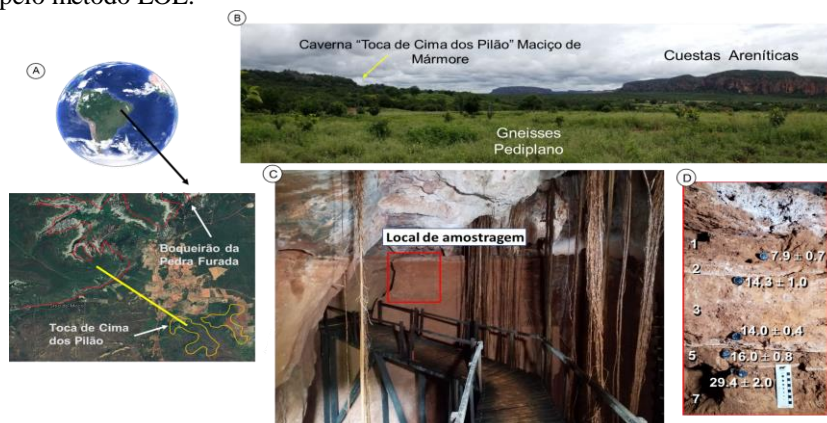 pelo método LOE.
B
Caverna "Toca de Cima dos Pilão" Maciço de
Mármore
Cuestas Areníticas
Gneisses
Pediplano
A
Boqueirão da
Pedra Furada
Toca de Cima
dos Pilão
C
Local de amostragem
D
1
7.9 ± 0.7
2
14.3 ± 1.0
3
14.0 ± 0.4
5
16.0 ± 0.8
29.4 ± 2.0
7